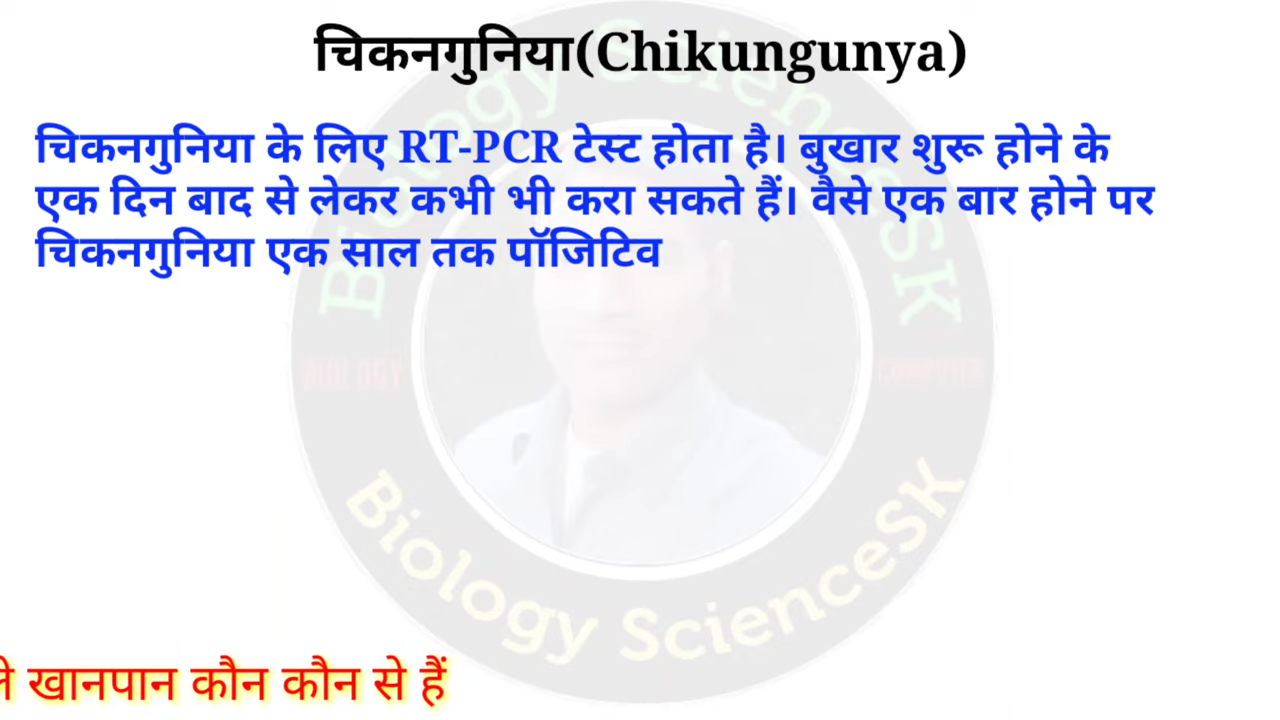 चिकनगुनिया(Chikungunya)
चिकनगुनिया के लिए RT-PCR टेस्ट होता है। बुखार शुरू होने के
एक दिन बाद से लेकर कभी भी करा सकते हैं। वैसे एक बार होने पर
चिकनगुनिया एक साल तक पॉजिटिव
Biology ScienceSK
BIOLOGY
Biology ScienceSK
खानपान कौन कौन से हैं